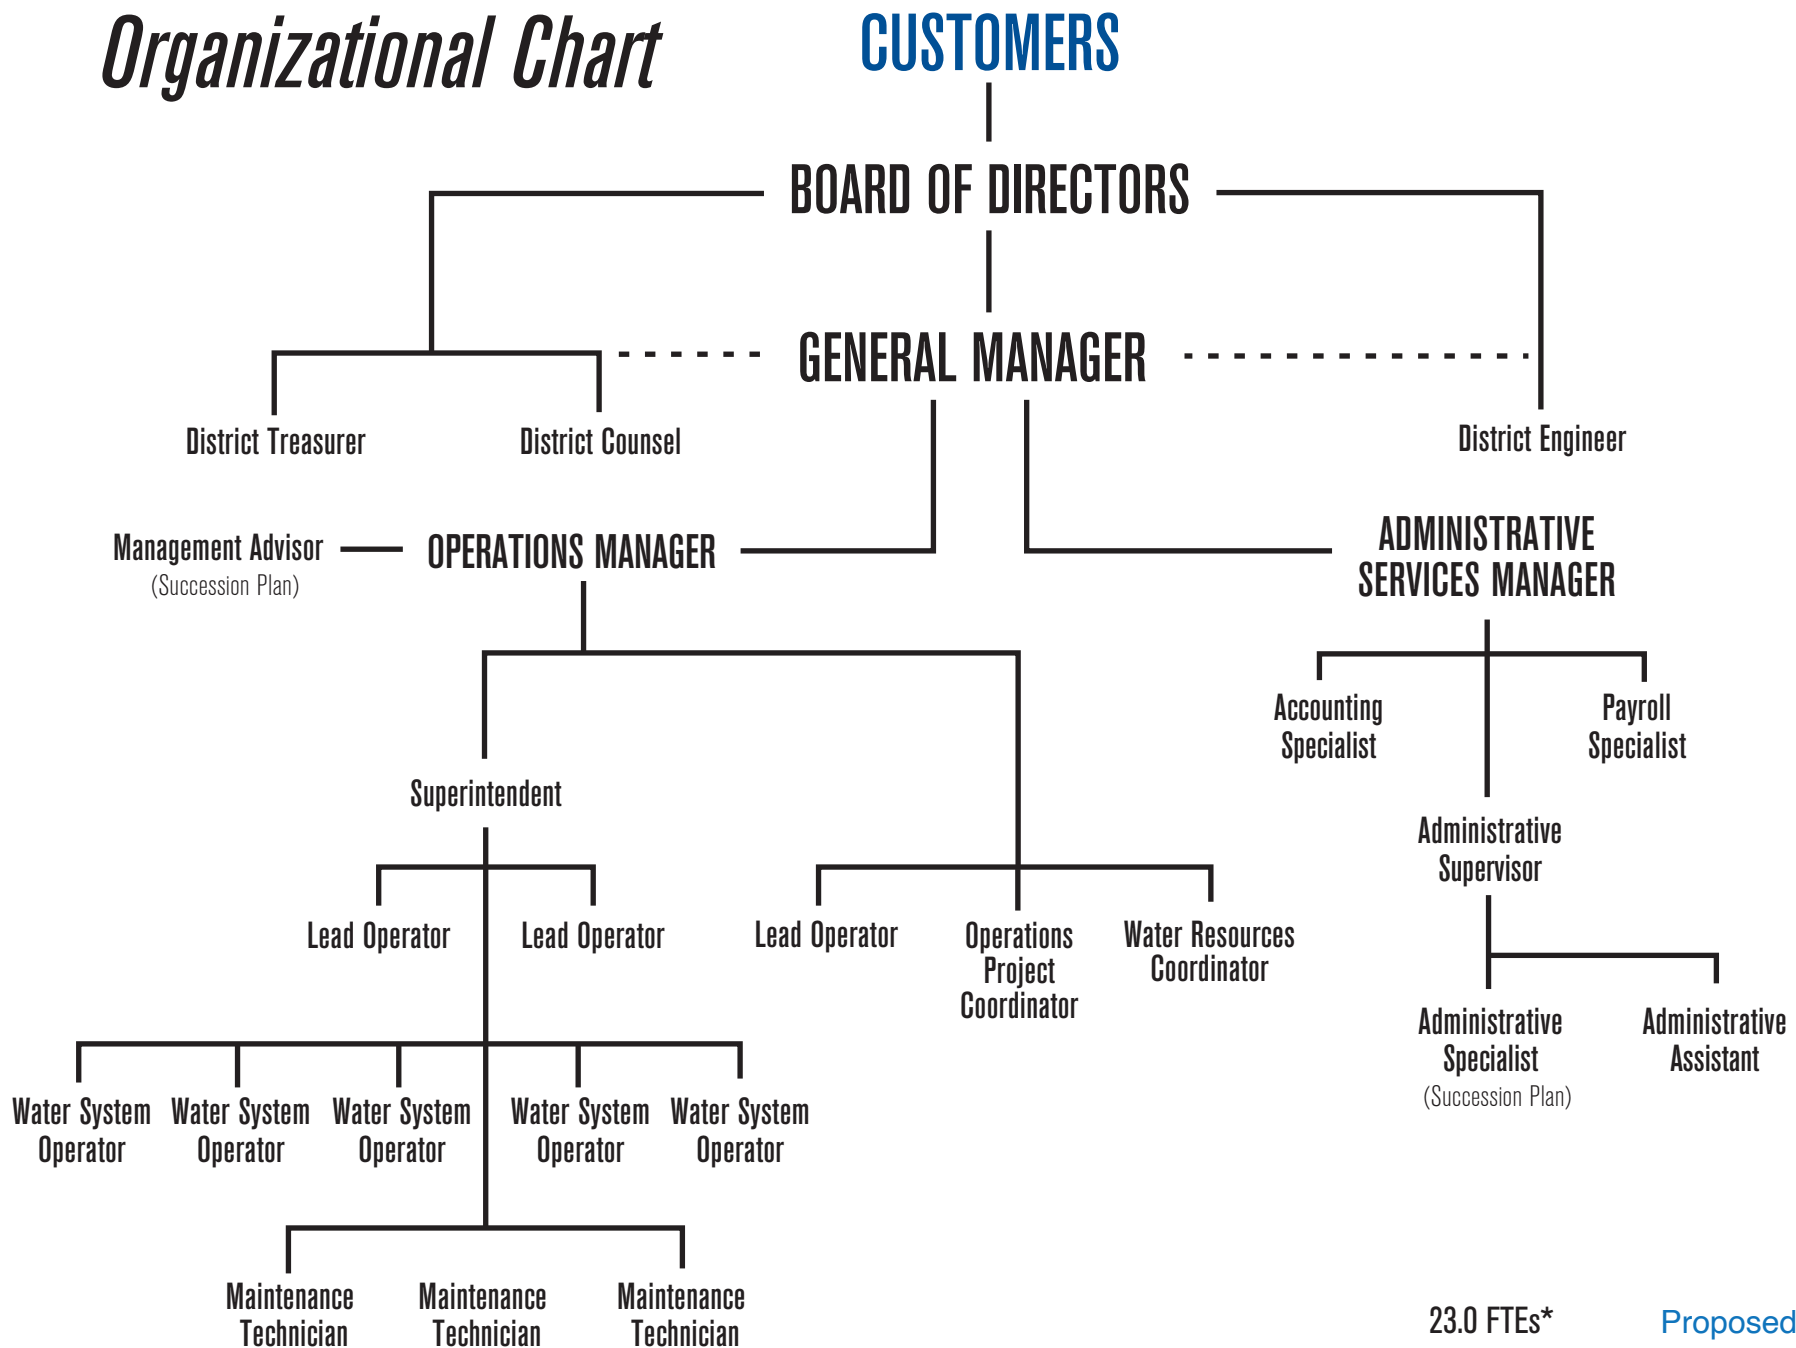 Organizational Chart
CUSTOMERS
BOARD OF DIRECTORS
GENERAL MANAGER
District Treasurer
District Counsel
District Engineer
Management Advisor
(Succession Plan)
OPERATIONS MANAGER
ADMINISTRATIVE
SERVICES MANAGER
Accounting
Specialist
Payroll
Specialist
Superintendent
Administrative
Supervisor
Lead Operator
Lead Operator
Lead Operator
Operations
Project
Coordinator
Water Resources
Coordinator
Administrative
Specialist
(Succession Plan)
Administrative
Assistant
Water System
Operator
Water System
Operator
Water System
Operator
Water System
Operator
Water System
Operator
Maintenance
Technician
Maintenance
Technician
Maintenance
Technician
23.0 FTEs*
Proposed